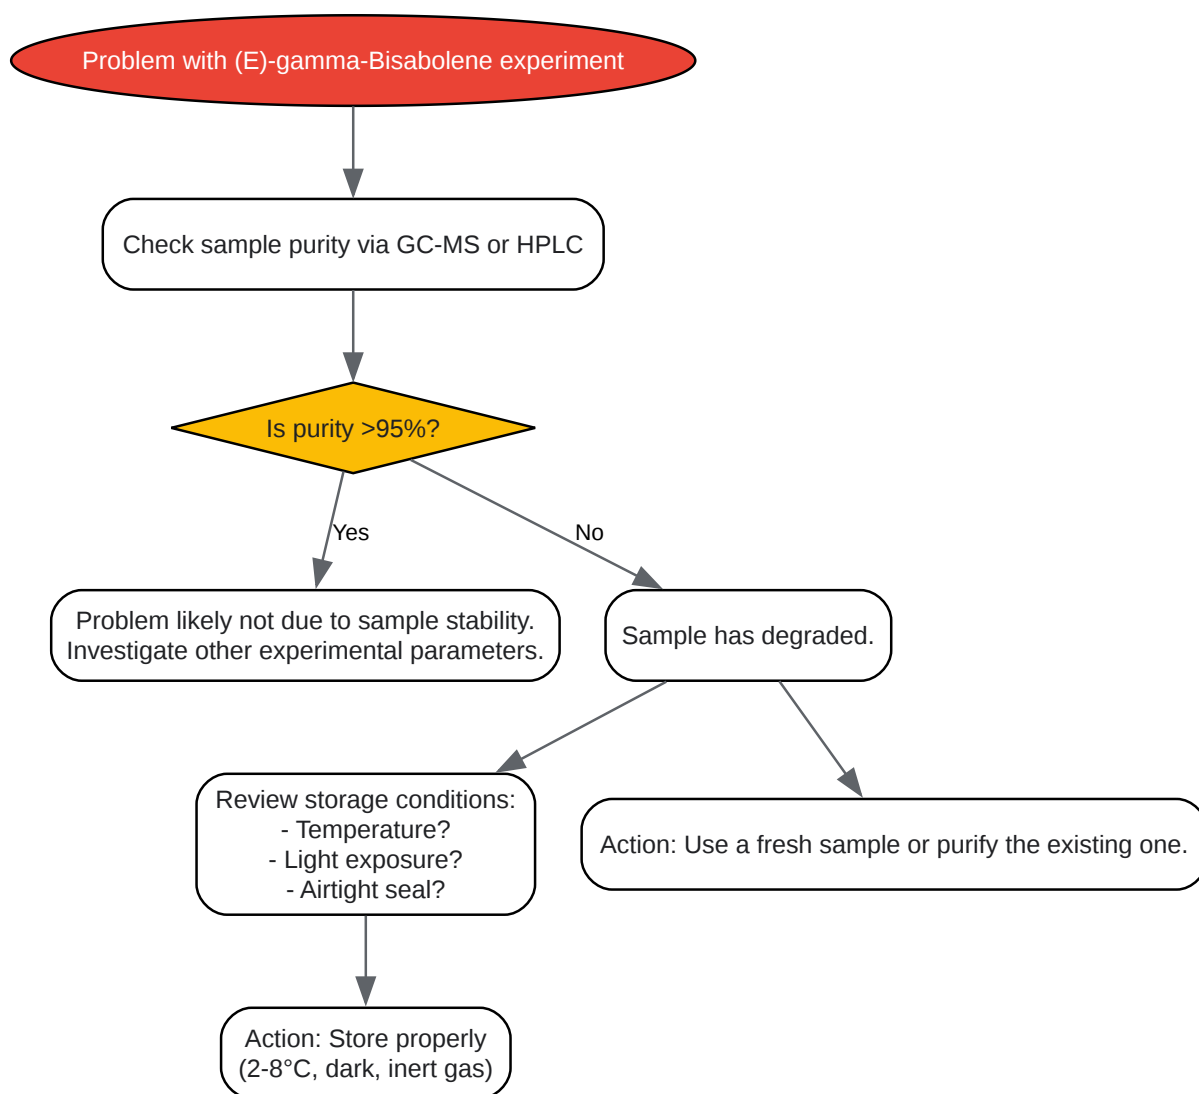 Problem with (E)-gamma-Bisabolene experiment
Check sample purity via GC-MS or HPLC
Is purity >95%?
Yes
No
Problem likely not due to sample stability.
Investigate other experimental parameters.
Sample has degraded.
Review storage conditions:
- Temperature?
- Light exposure?
- Airtight seal?
Action: Use a fresh sample or purify the existing one.
Action: Store properly
(2-8°C, dark, inert gas)